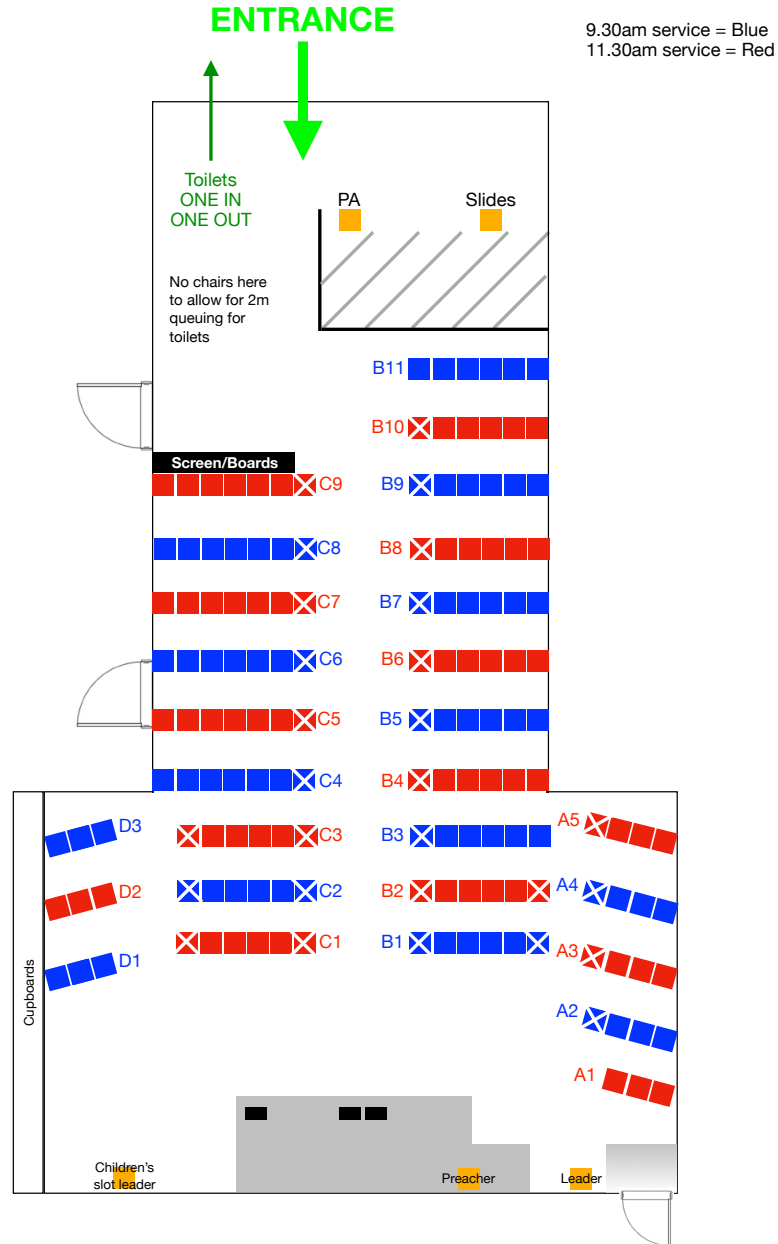 ENTRANCE
9.30am service = Blue
11.30am service = Red
Toilets
ONE IN
ONE OUT
PA
Slides
No chairs here
to allow for 2m
queuing for
toilets
B11
B10
Screen/Boards
C9
B9
C8
B8
C7
B7
C6
B6
C5
B5
C4
B4
D3
C3
B3
A5
D2
C2
B2
A4
D1
C1
B1
A3
A2
A1
Cupboards
Children's
slot leader
Preacher
Leader